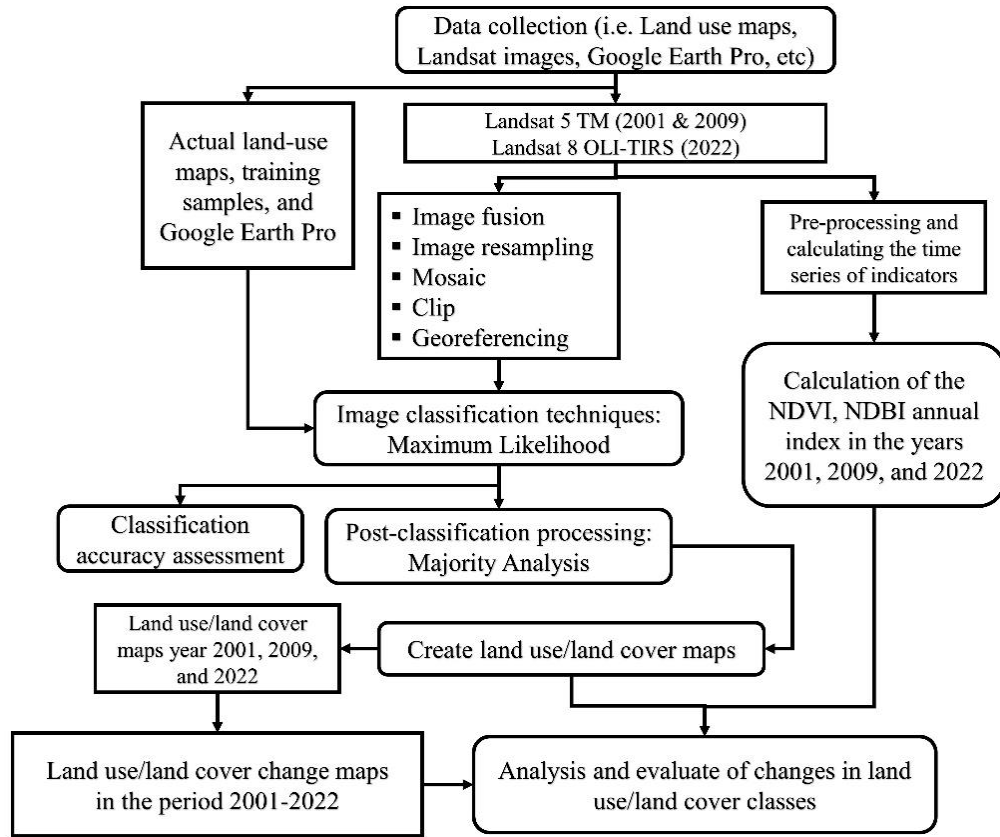 Data collection (i.e. Land use maps,
Landsat images, Google Earth Pro, etc)
Actual land-use
maps, training
samples, and
Google Earth Pro
Landsat 5 TM (2001 & 2009)
Landsat 8 OLI-TIRS (2022)
▪ Image fusion
▪ Image resampling
▪ Mosaic
▪ Clip
▪ Georeferencing
Pre-processing and
calculating the time
series of indicators
Calculation of the
NDVI, NDBI annual
index in the years
2001, 2009, and 2022
Image classification techniques:
Maximum Likelihood
Classification
accuracy assessment
Post-classification processing:
Majority Analysis
Land use/land cover
maps year 2001, 2009,
and 2022
Create land use/land cover maps
Land use/land cover change maps
in the period 2001-2022
Analysis and evaluate of changes in land
use/land cover classes